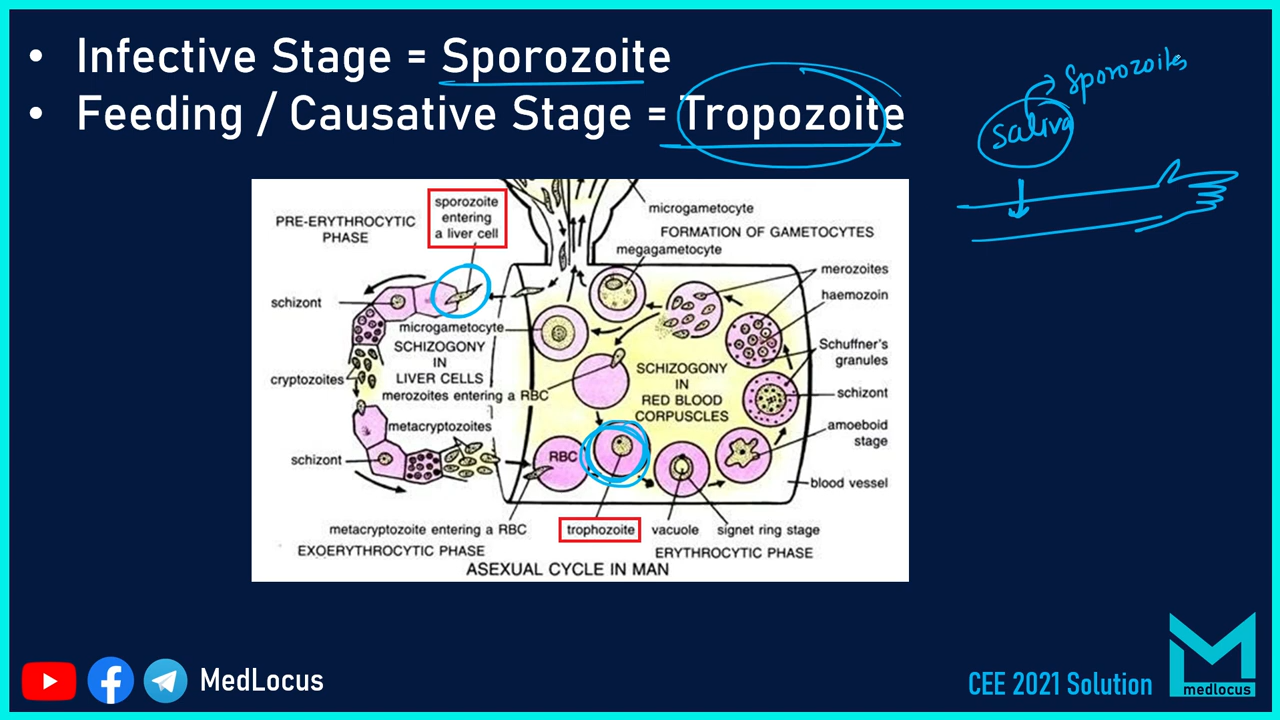 • Infective Stage = Sporozoite
• Feeding / Causative Stage = Tropozoite
Sporozoites
saliva
sporozoite
entering
a liver cell
PRE-ERYTHROCYTIC
PHASE
microgametocyte
FORMATION OF GAMETOCYTES
megagametocyte
merozoites
haemozoin
schizont
microgametocyte
SCHIZOGONY
IN
LIVER CELLS
Schuffner's
granules
cryptozoites
merozoites entering a RBC
SCHIZOGONY
IN
RED BLOOD
CORPUSCLES
schizont
metacryptozoites
amoeboid
stage
schizont
RBC
blood vessel
metacryptozoite entering a RBC
trophozoite
vacuole
signet ring stage
EXOERYTHROCYTIC PHASE
ERYTHROCYTIC PHASE
ASEXUAL CYCLE IN MAN
MedLocus
CEE 2021 Solution
medlocus